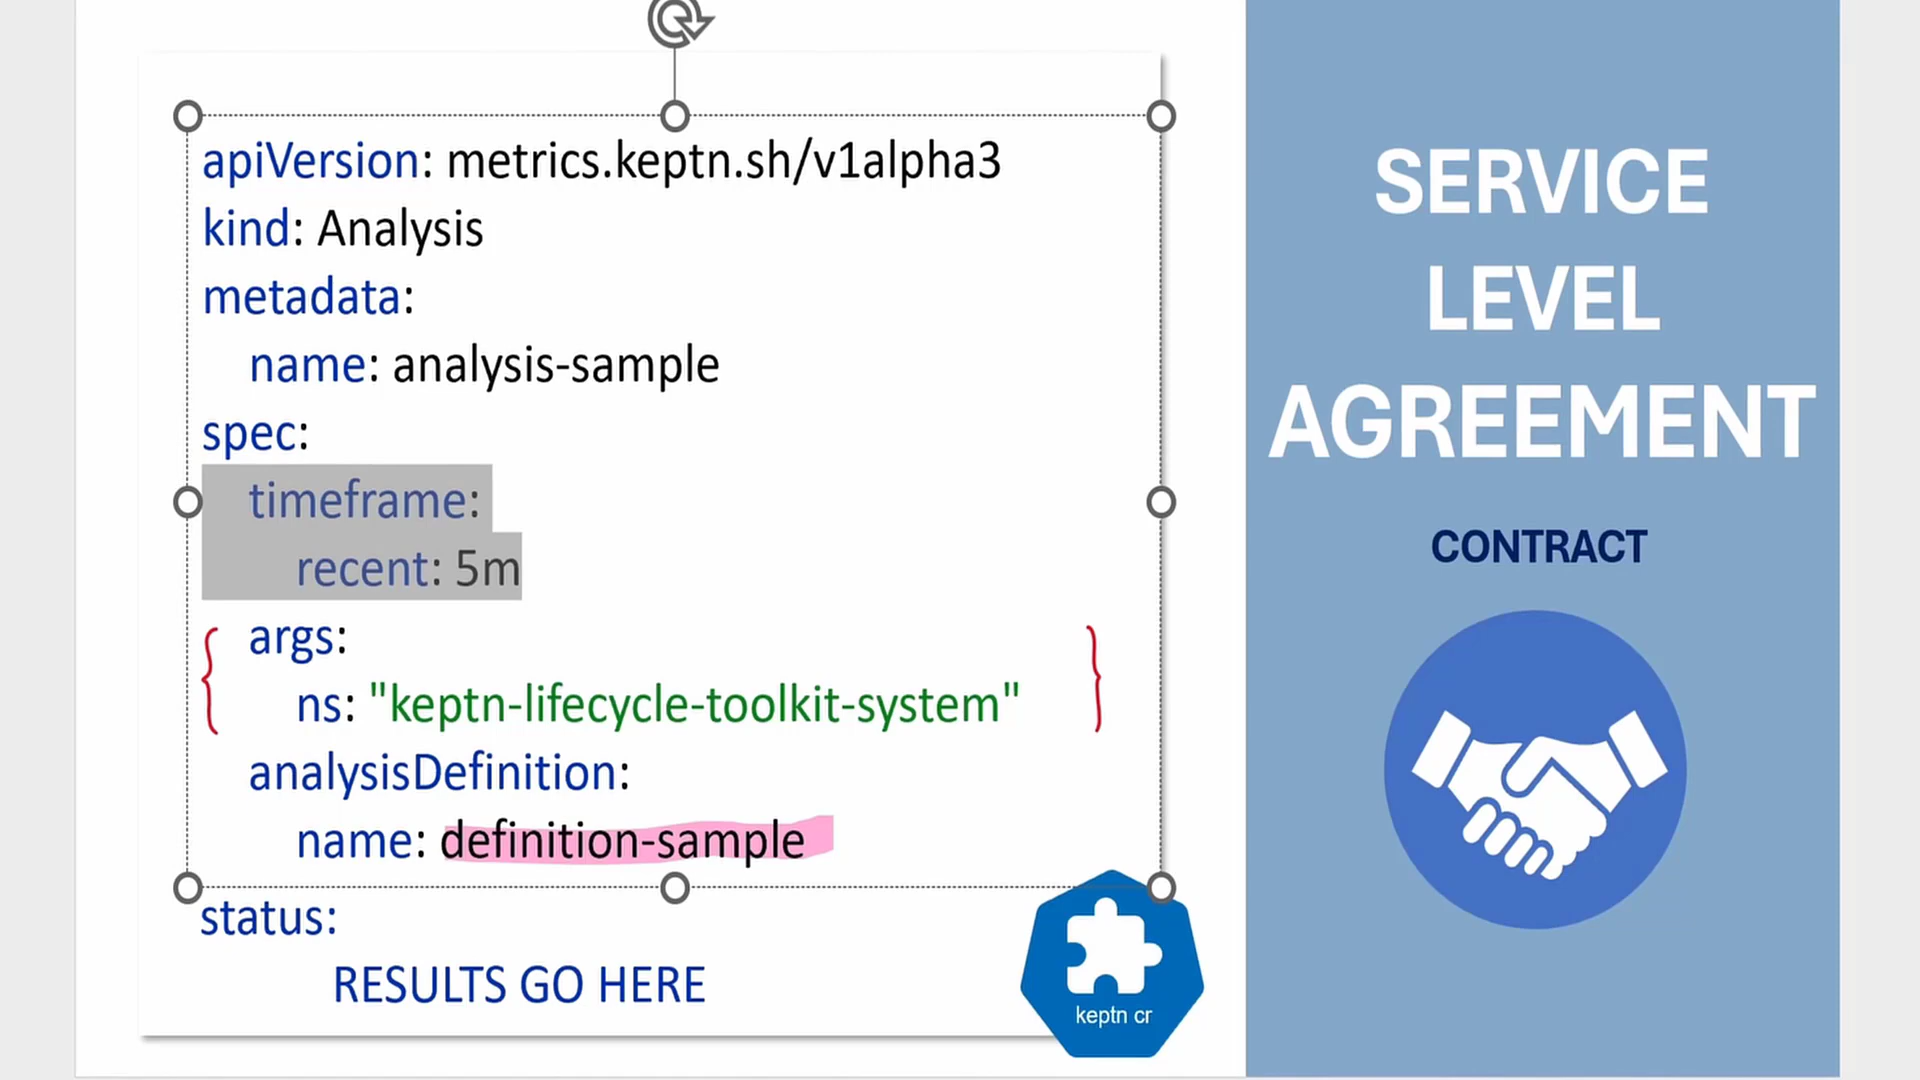 apiVersion: metrics.keptn.sh/v1alpha3
kind: Analysis
metadata:
name: analysis-sample
spec:
timeframe:
recent: 5m
args:
ns: "keptn-lifecycle-toolkit-system"
analysisDefinition:
name: definition-sample
status:
RESULTS GO HERE
keptn cr
SERVICE
LEVEL
AGREEMENT
CONTRACT